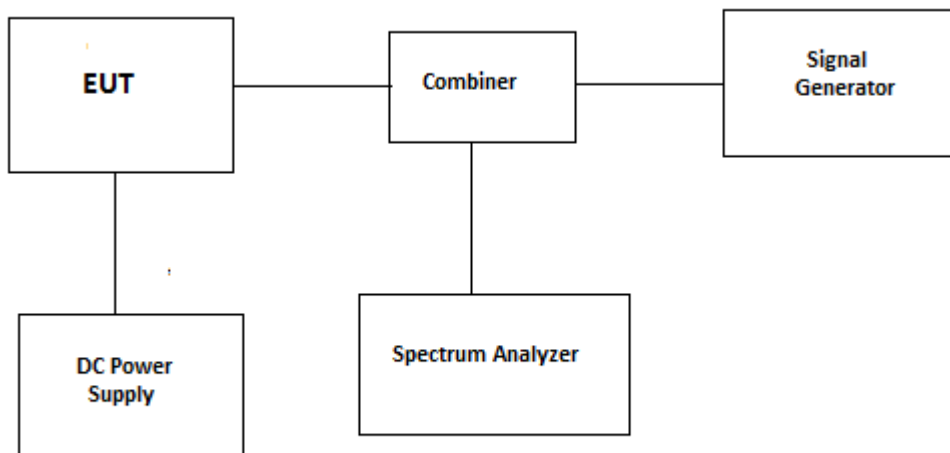 EUT
Combiner
Signal
Generator
DC Power
Supply
Spectrum Analyzer